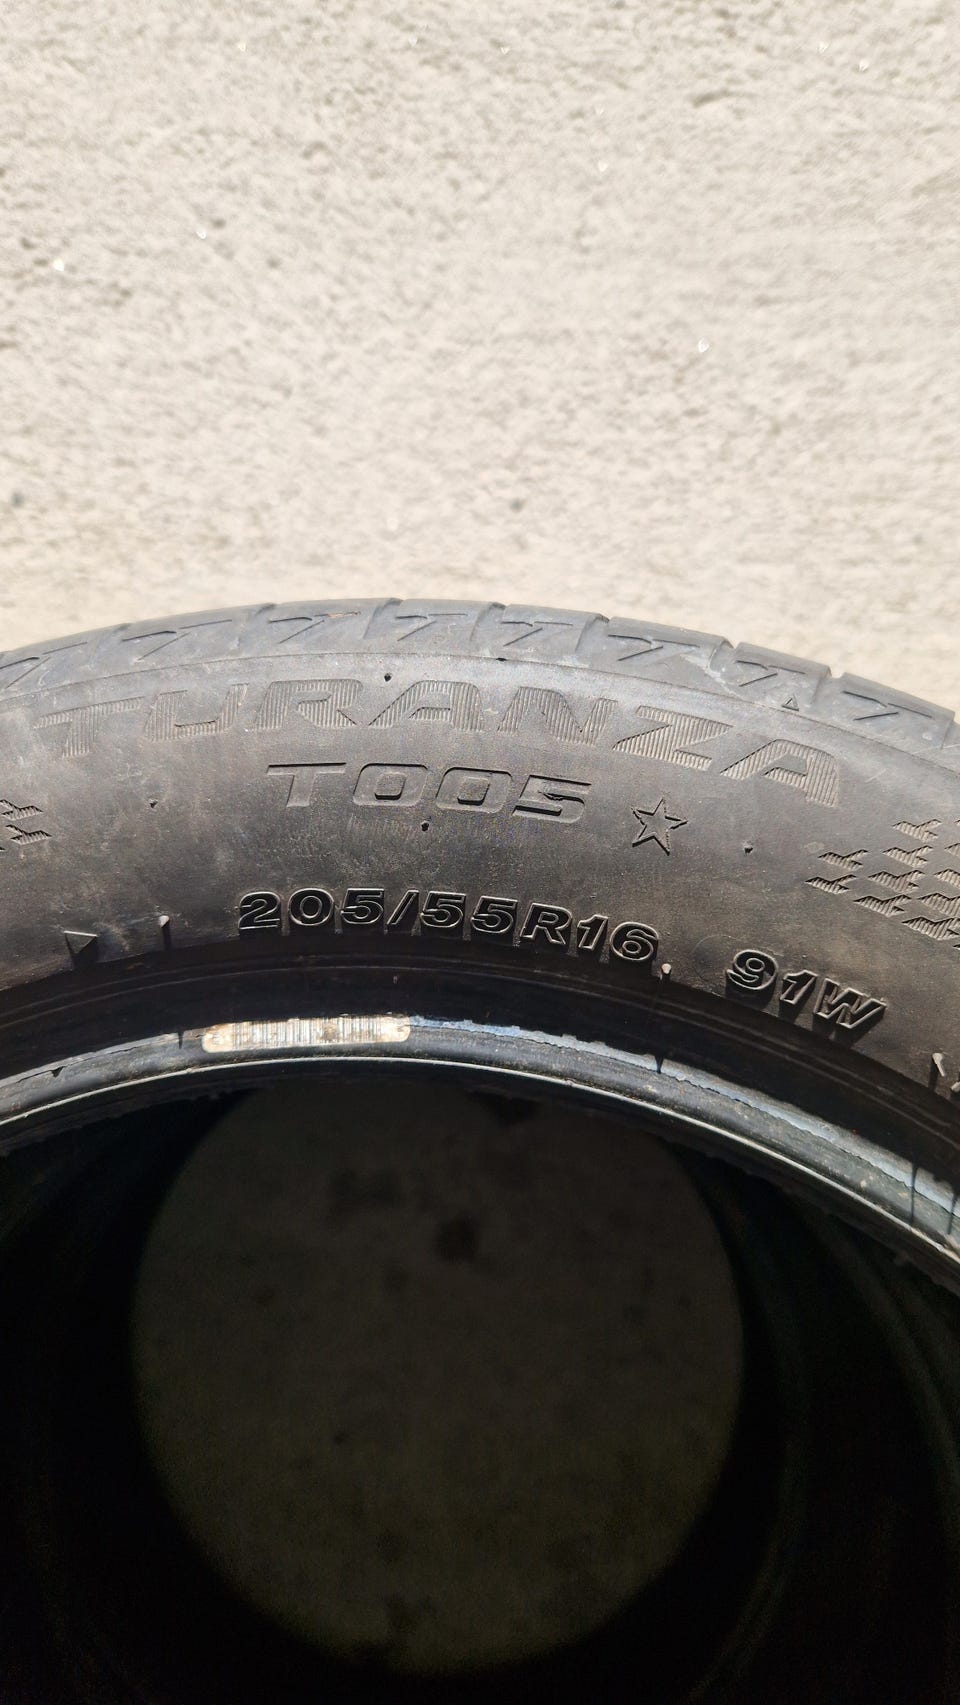 TURANZA
T005 ☆
205/55R16 91W